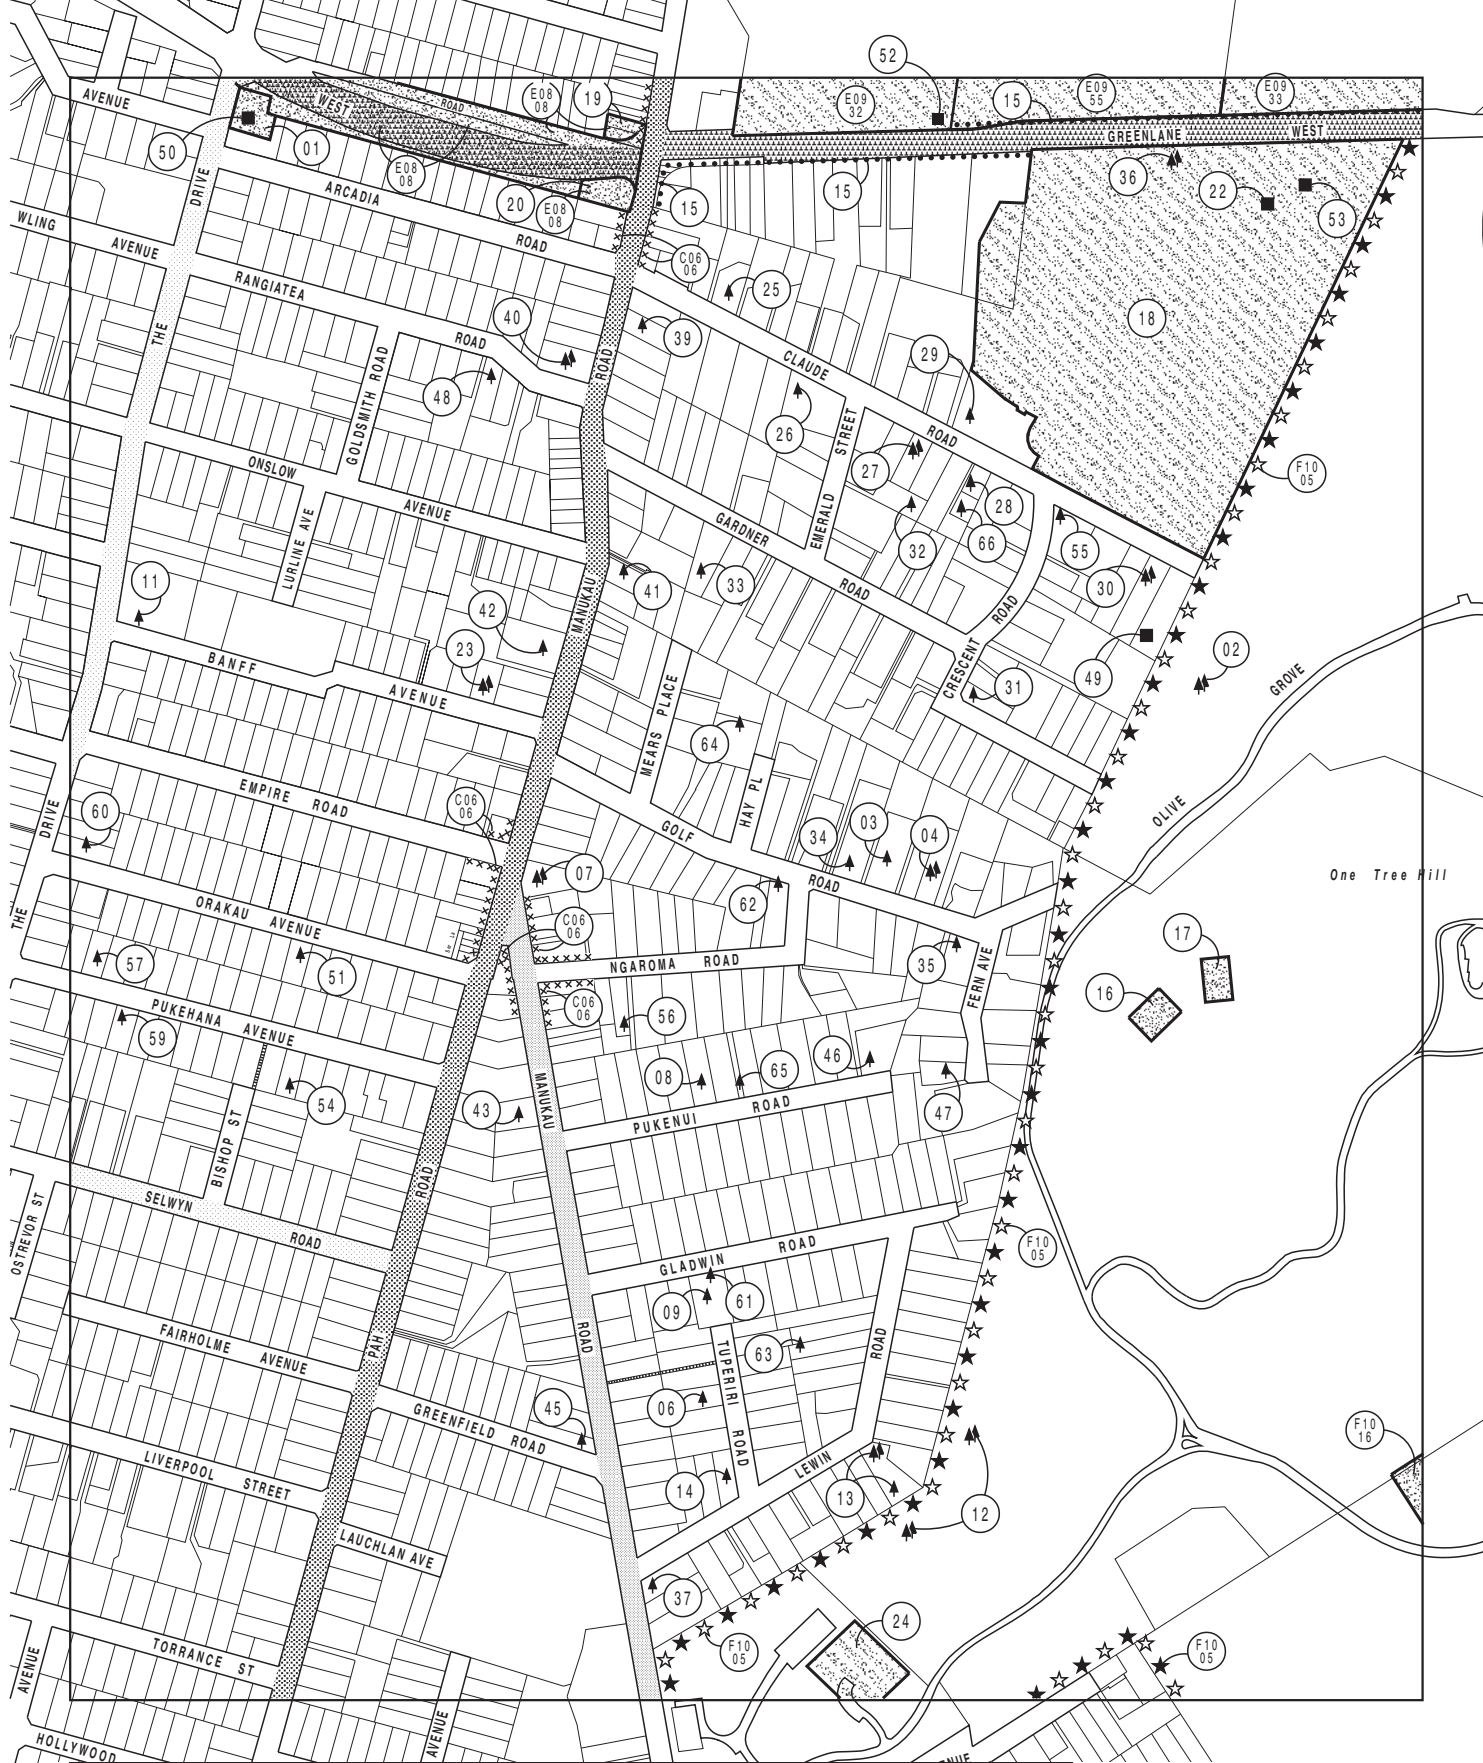 52
AVENUE
WEST
ROAD
E08
08
19
E09
32
15
E09
55
E09
33
50
01
E08
08
GREENLANE
WEST
DRIVE
ARCADIA
20
E08
08
15
15
36
22
53
WLING
AVENUE
ROAD
C06
06
RANGIATEA
25
THE
40
ROAD
39
ROAD
18
48
GOLDSMITH ROAD
CLAUDE
29
26
STREET
ROAD
27
ONSLOW
F10
05
AVENUE
LURLINE AVE
GARDNER
EMERALD
32
28
66
55
11
MANUKAU
41
33
ROAD
30
42
ROAD
23
BANFF
AVENUE
CRESCENT
31
49
02
GROVE
MEARS PLACE
64
EMPIRE ROAD
C06
06
60
DRIVE
HAY PL
OLIVE
GOLF
34
03
04
07
ROAD
One Tree Hill
62
THE
ORAKAU AVENUE
C06
06
17
57
51
NGAROMA ROAD
35
FERN AVE
16
PUKEHANA AVENUE
C06
06
56
59
08
65
46
54
43
MANUKAU
PUKENUI ROAD
47
BISHOP ST
ROAD
SELWYN
ROAD
OSTREVOR ST
GLADWIN ROAD
F10
05
09
61
FAIRHOLME AVENUE
PAH
ROAD
TUPERIRI ROAD
63
ROAD
06
45
GREENFIELD ROAD
F10
16
LIVERPOOL STREET
LEWIN
14
13
12
LAUCHLAN AVE
37
24
TORRANCE ST
F10
05
F10
05
AVENUE
AVENUE
HOLLYWOOD